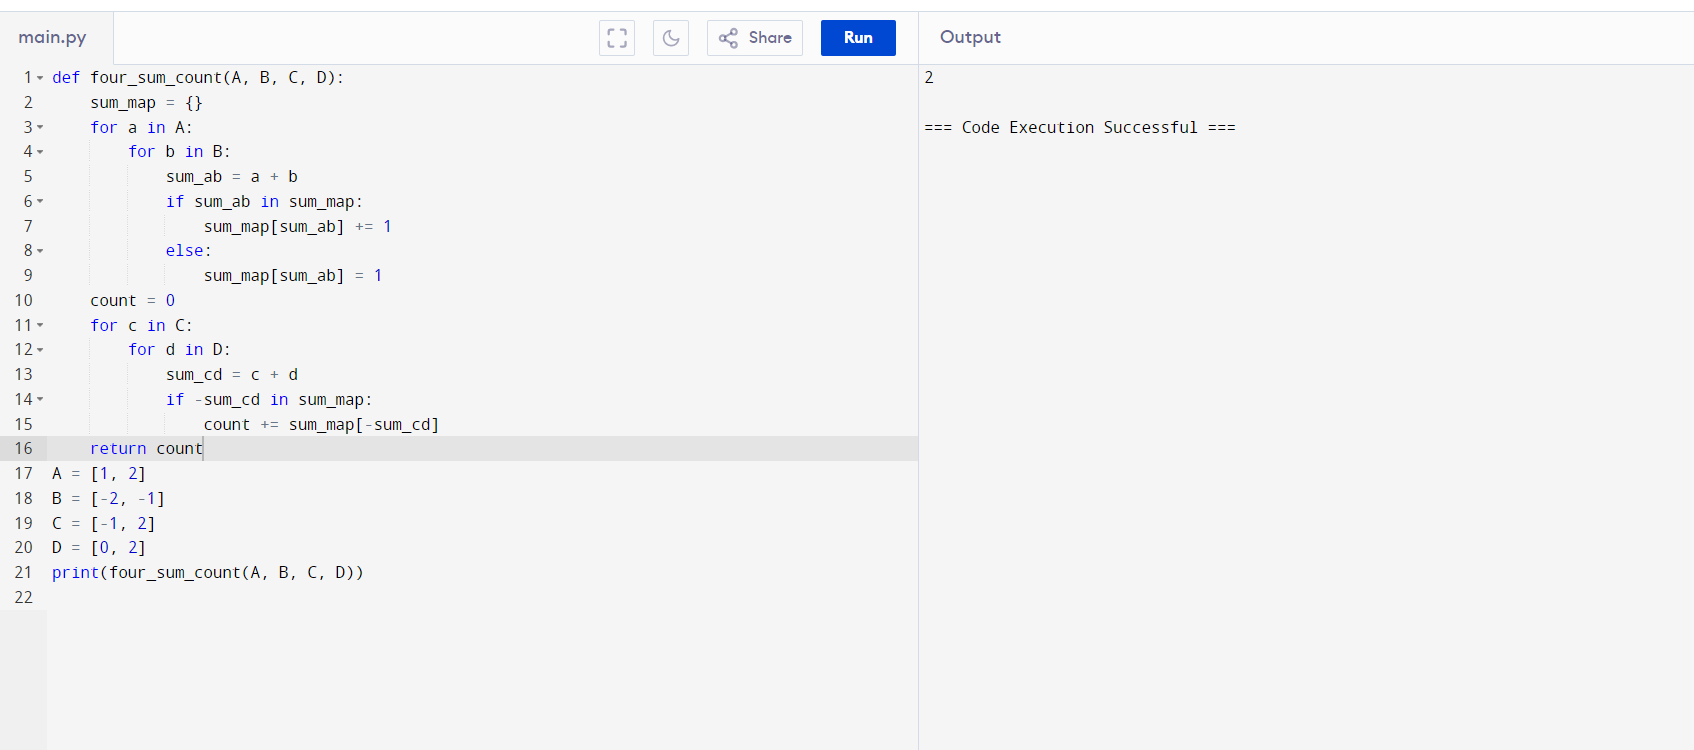 main.py
Share
Run
Output
1 def four_sum_count(A, B, C, D):
2     sum_map = {}
3     for a in A:
4         for b in B:
5             sum_ab = a + b
6             if sum_ab in sum_map:
7                 sum_map[sum_ab] += 1
8             else:
9                 sum_map[sum_ab] = 1
10     count = 0
11     for c in C:
12         for d in D:
13             sum_cd = c + d
14             if -sum_cd in sum_map:
15                 count += sum_map[-sum_cd]
16     return count
17 A = [1, 2]
18 B = [-2, -1]
19 C = [-1, 2]
20 D = [0, 2]
21 print(four_sum_count(A, B, C, D))
22
2
=== Code Execution Successful ===